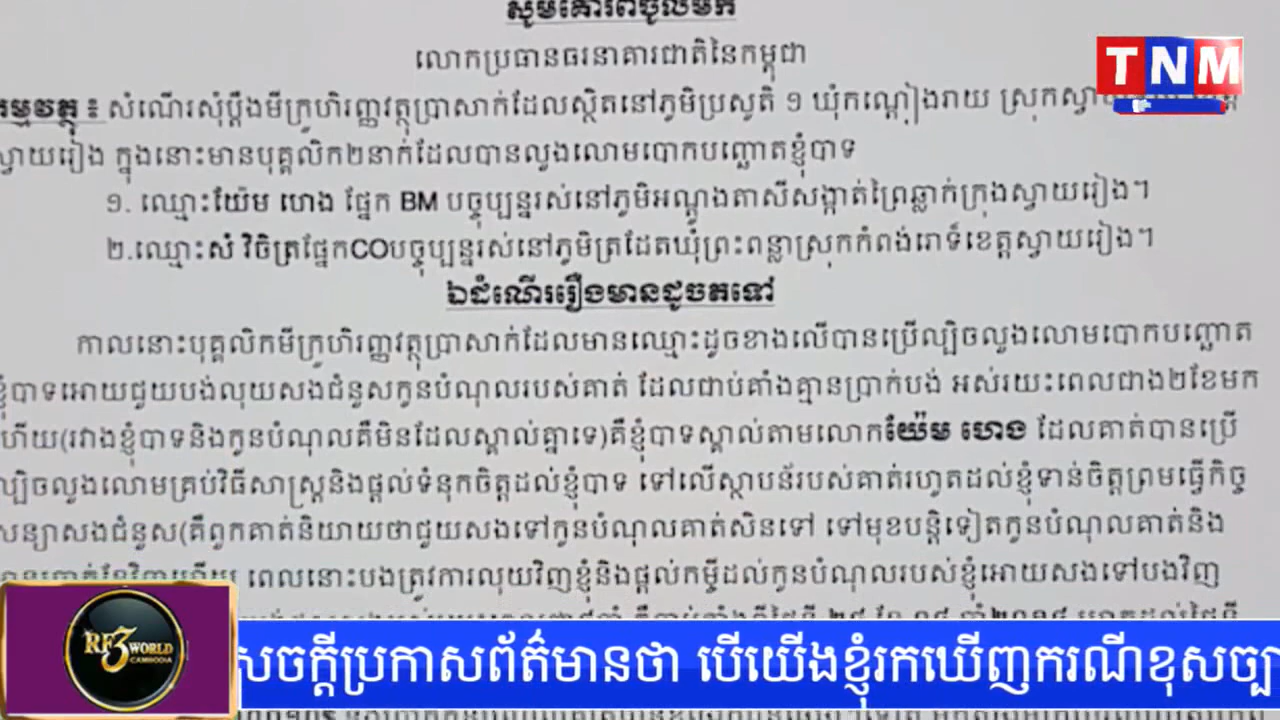 សូមគោរពចូលមក
លោកប្រធានធនាគារជាតិនៃកម្ពុជា
កម្មវត្ថុ ៖ សំណើរសុំប្តឹងមីក្រូហិរញ្ញវត្ថុប្រាសាក់ដែលស្ថិតនៅភូមិប្រសូតិ ១ ឃុំកណ្តៀងរាយ ស្រុកស្វាយ
ស្វាយរៀង ក្នុងនោះមានបុគ្គលិក២នាក់ដែលបានលួងលោមបោកបញ្ឆោតខ្ញុំបាទ
១. ឈ្មោះយ៉ែម ហេង ផ្នែក BM បច្ចុប្បន្នរស់នៅភូមិអណ្តូងតាសីសង្កាត់ព្រៃឆ្លាក់ក្រុងស្វាយរៀង។
២.ឈ្មោះសំ វិចិត្រផ្នែកCOបច្ចុប្បន្នរស់នៅភូមិត្រដែតឃុំព្រះពន្លាស្រុកកំពង់រោទ៍ខេត្តស្វាយរៀង។
ឯដំណើររឿងមានដូចតទៅ
កាលនោះបុគ្គលិកមីក្រូហិរញ្ញវត្ថុប្រាសាក់ដែលមានឈ្មោះដូចខាងលើបានប្រើល្បិចលួងលោមបោកបញ្ឆោត
ខ្ញុំបាទអោយជួយបង់លុយសងជំនួសកូនបំណុលរបស់គាត់ ដែលជាប់គាំងគ្មានប្រាក់បង់ អស់រយះពេលជាង២ខែមក
ហើយ(រវាងខ្ញុំបាទនិងកូនបំណុលគឺមិនដែលស្គាល់គ្នាទេ)គឺខ្ញុំបាទស្គាល់តាមលោកយ៉ែម ហេង ដែលគាត់បានប្រើ
ល្បិចលួងលោមគ្រប់វិធីសាស្ត្រនិងផ្តល់ទំនុកចិត្តដល់ខ្ញុំបាទ ទៅលើស្ថាប័នរបស់គាត់រហូតដល់ខ្ញុំទាន់ចិត្តព្រមធ្វើកិច្ច
សន្យាសងជំនួស(គឺពួកគាត់និយាយថាជួយសងទៅកូនបំណុលគាត់សិនទៅ ទៅមុខបន្តិទៀតកូនបំណុលគាត់និង
ពេលនោះបងត្រូវការលុយវិញខ្ញុំនិងផ្តល់កម្ចីដល់កូនបំណុលរបស់ខ្ញុំអោយសងទៅបងវិញ
TNM
RF3WORLD
CAMBODIA
សេចក្តីប្រកាសព័ត៌មានថា បើយើងខ្ញុំរកឃើញករណីខុសច្បា